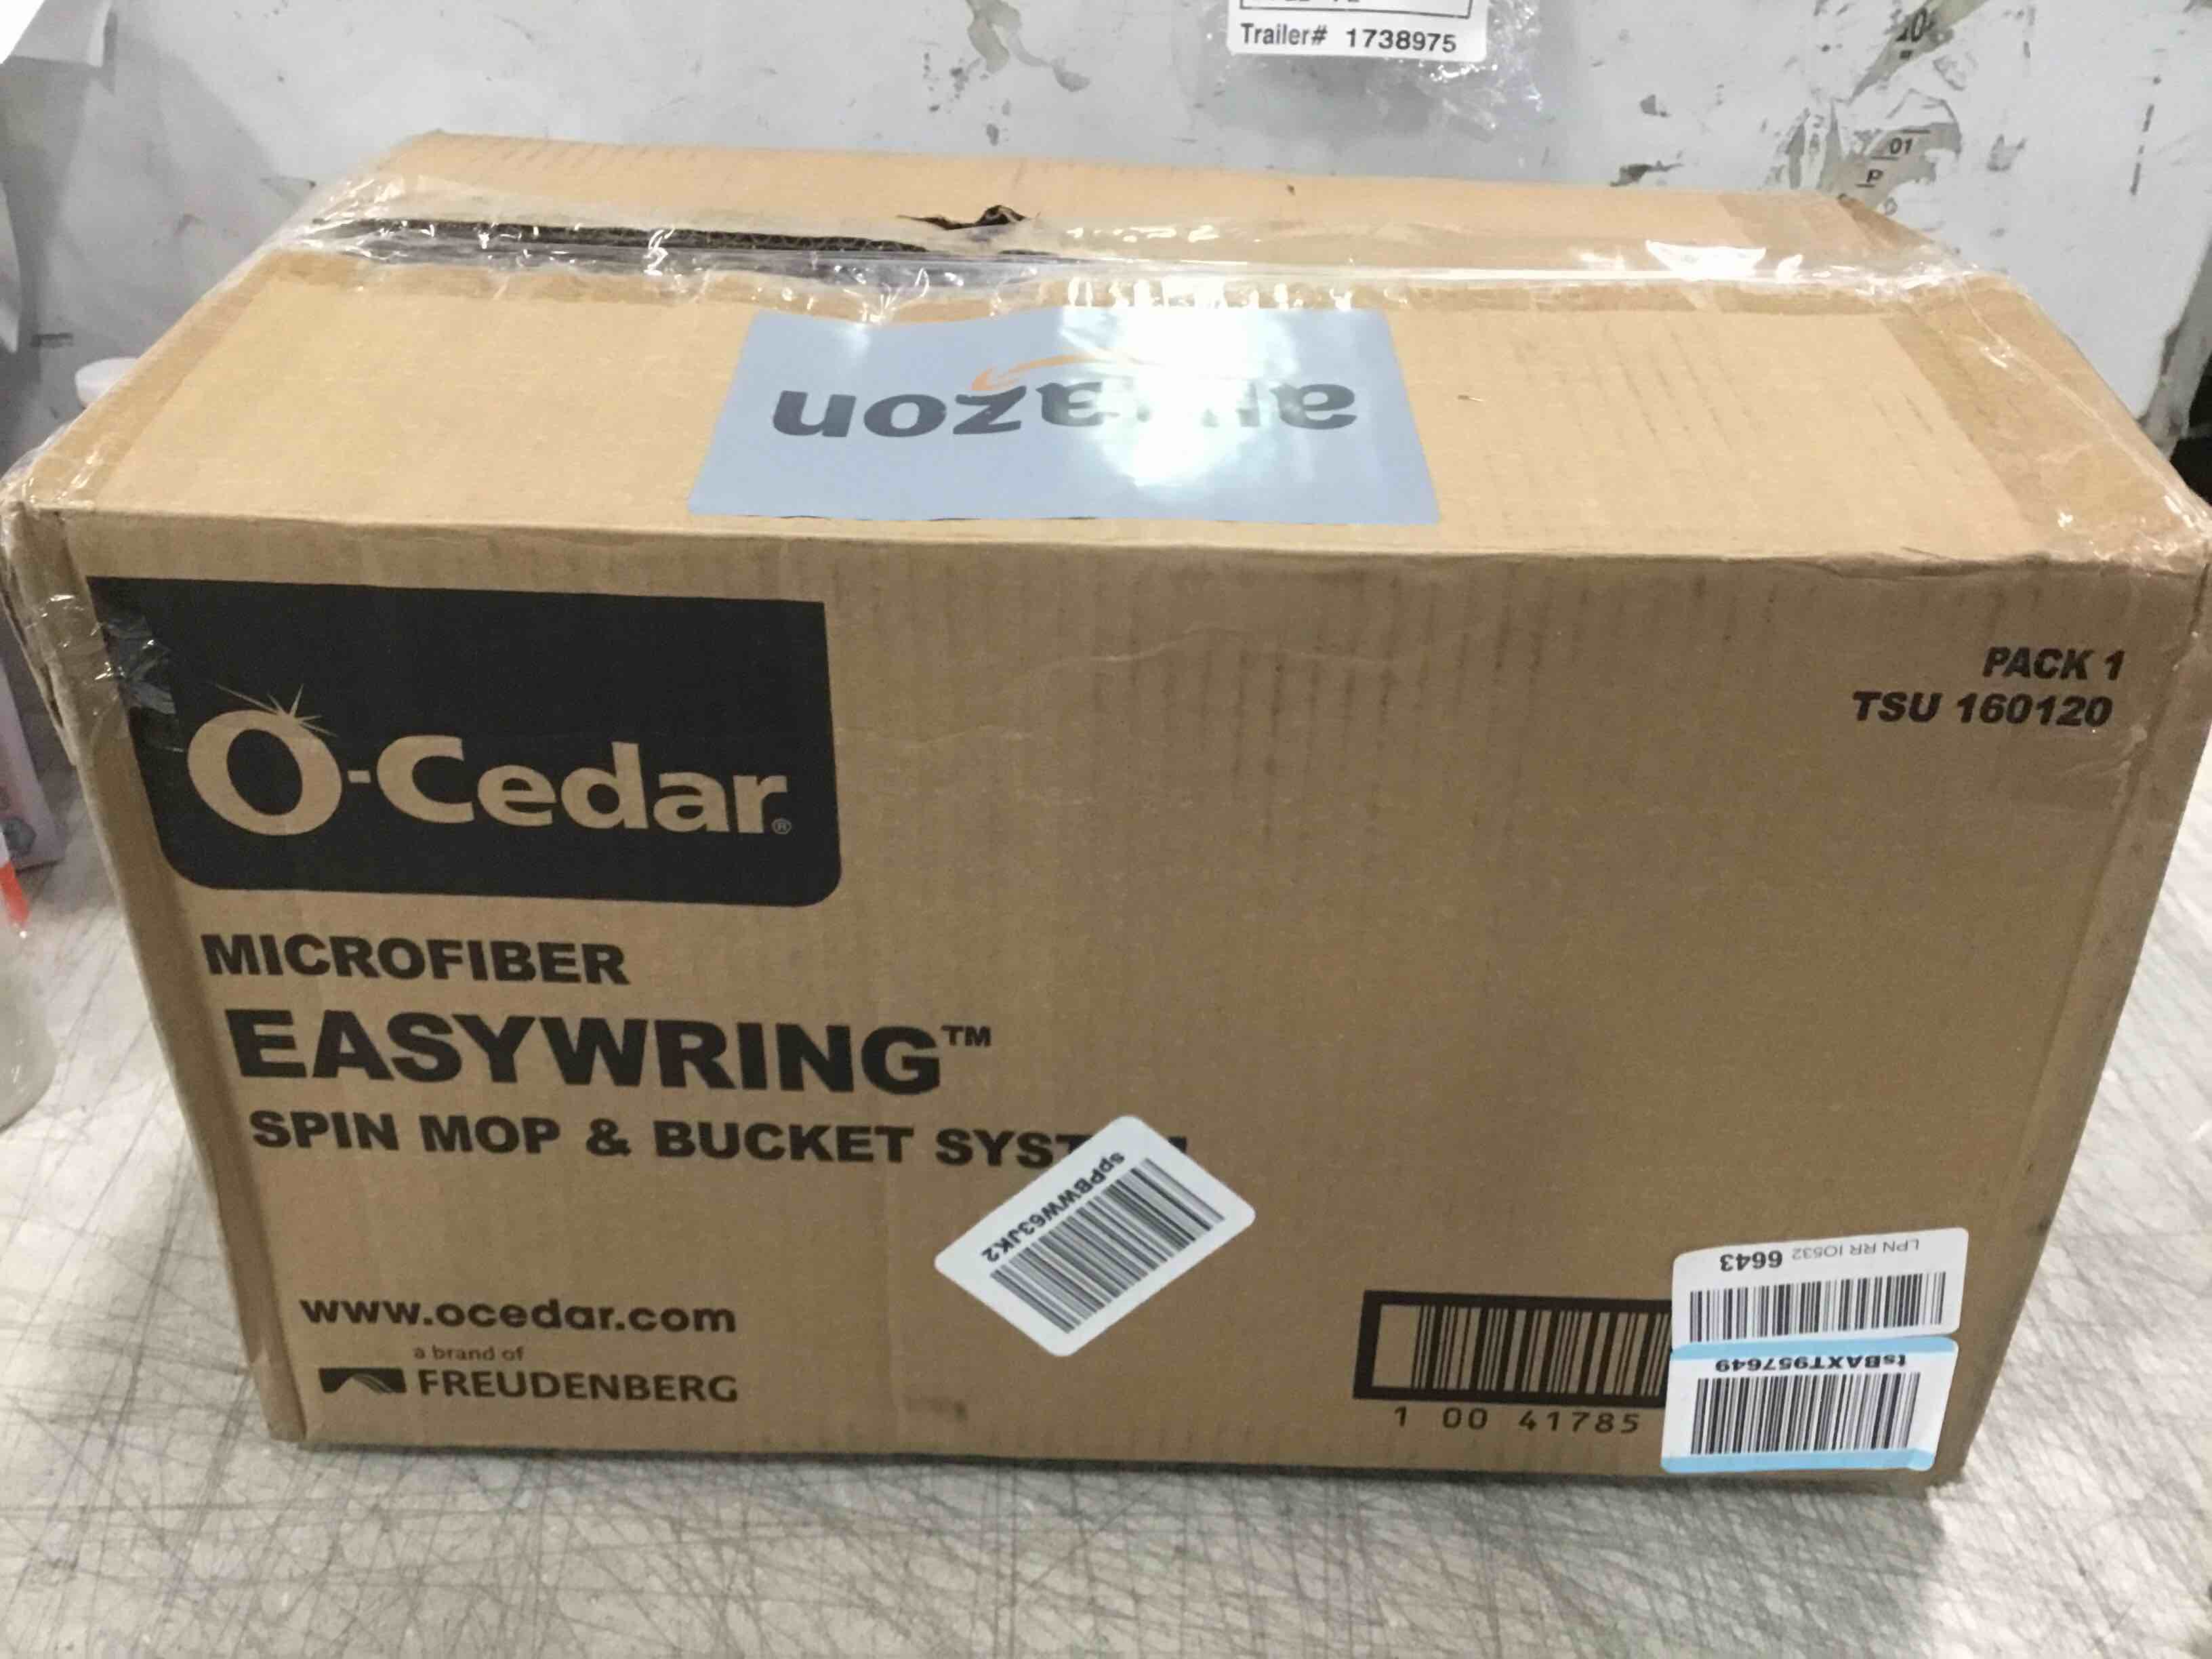 Trailer# 1738975
01
P
amazon
PACK 1
TSU 160120
O-Cedar®
MICROFIBER
EASYWRING™
SPIN MOP & BUCKET
spPBWW63JK2
www.ocedar.com
a brand of
FREUDENBERG
1 00 41785
LPN RR IO532 6643
tsBAXT957649